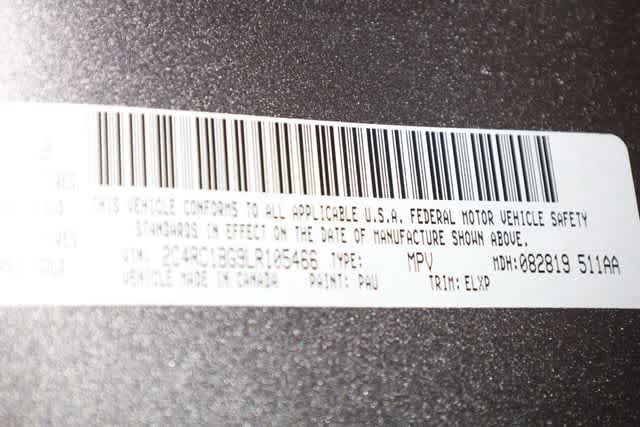 THIS VEHICLE CONFORMS TO ALL APPLICABLE U.S.A. FEDERAL MOTOR VEHICLE SAFETY
STANDARDS IN EFFECT ON THE DATE OF MANUFACTURE SHOWN ABOVE.
VIN: 2C4RC1BG9LR105466 TYPE: MPV MDH:082819 511AA
VEHICLE MADE IN CANADA PAINT: PAU TRIM: ELXP